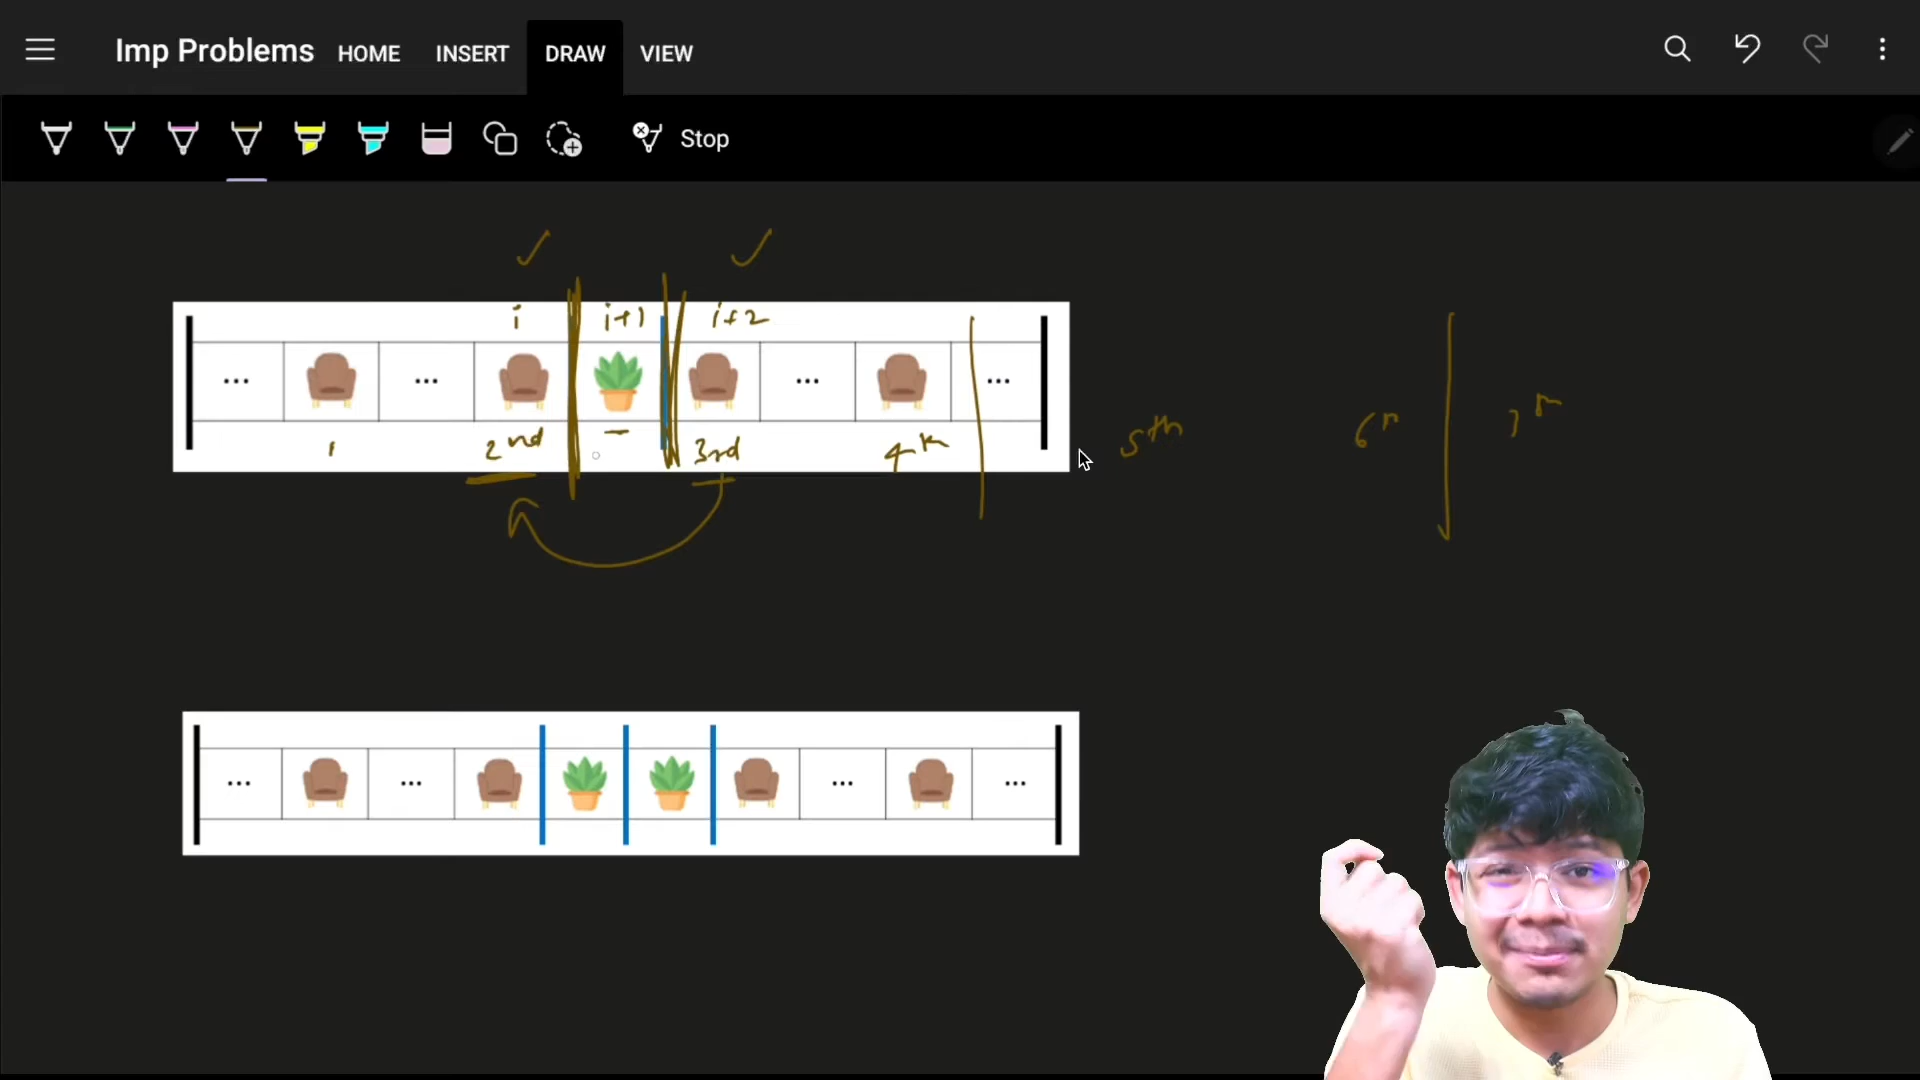 Imp Problems HOME INSERT DRAW VIEW
Stop
i i+1 i+2
... ... ... ...
1 2nd - 3rd 4th 5th 6th 7th
... ... ... ...